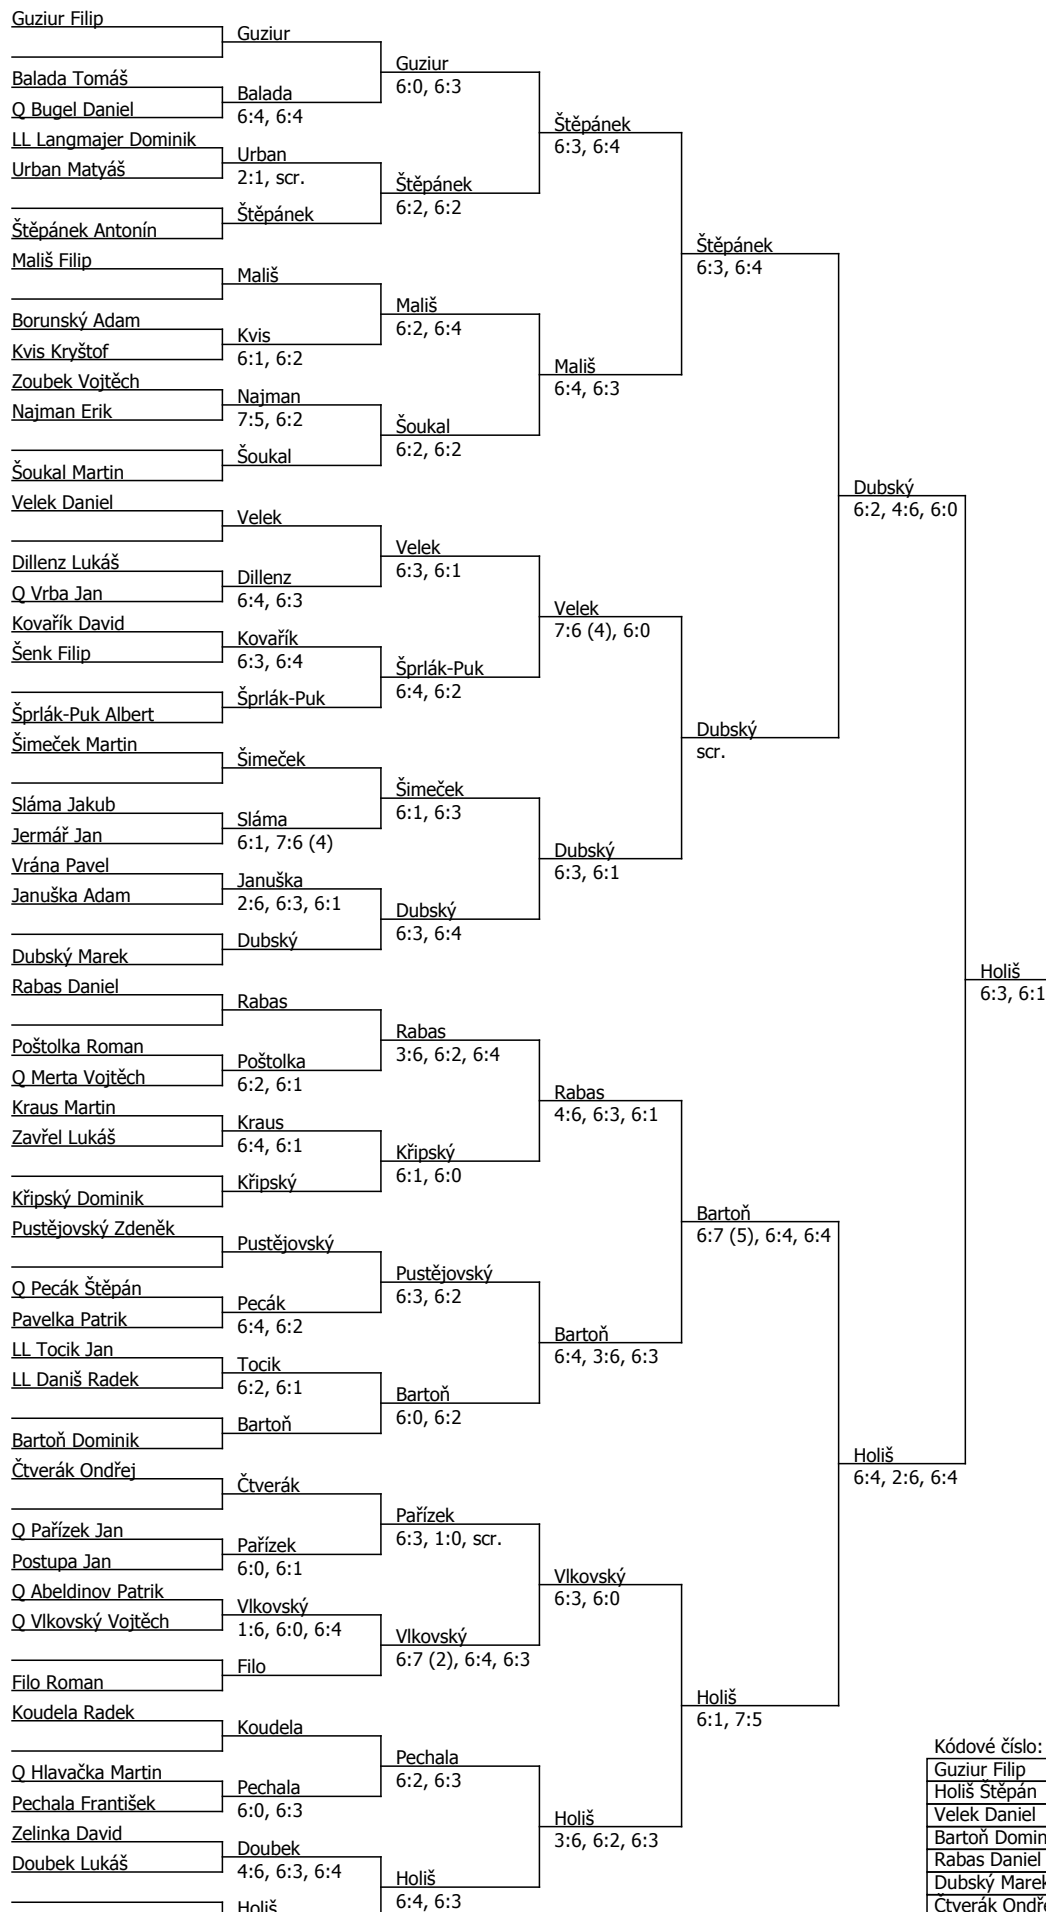 Guziur Filip
Guziur
Guziur
6:0, 6:3
Balada Tomáš
Q Bugel Daniel
Balada
6:4, 6:4
Štěpánek
6:3, 6:4
LL Langmajer Dominik
Urban Matyáš
Urban
2:1, scr.
Štěpánek
6:2, 6:2
Štěpánek
Štěpánek Antonín
Štěpánek
6:3, 6:4
Mališ Filip
Mališ
Mališ
6:2, 6:4
Borunský Adam
Kvis Kryštof
Kvis
6:1, 6:2
Mališ
6:4, 6:3
Zoubek Vojtěch
Najman Erik
Najman
7:5, 6:2
Šoukal
6:2, 6:2
Šoukal
Šoukal Martin
Dubský
6:2, 4:6, 6:0
Velek Daniel
Velek
Velek
6:3, 6:1
Dillenz Lukáš
Q Vrba Jan
Dillenz
6:4, 6:3
Velek
7:6 (4), 6:0
Kovařík David
Šenk Filip
Kovařík
6:3, 6:4
Šprlák-Puk
6:4, 6:2
Šprlák-Puk
Šprlák-Puk Albert
Dubský
scr.
Šimeček Martin
Šimeček
Šimeček
6:1, 6:3
Sláma Jakub
Jermář Jan
Sláma
6:1, 7:6 (4)
Dubský
6:3, 6:1
Vrána Pavel
Januška Adam
Januška
2:6, 6:3, 6:1
Dubský
6:3, 6:4
Dubský
Dubský Marek
Holiš
6:3, 6:1
Rabas Daniel
Rabas
Rabas
3:6, 6:2, 6:4
Poštolka Roman
Q Merta Vojtěch
Poštolka
6:2, 6:1
Rabas
4:6, 6:3, 6:1
Kraus Martin
Zavřel Lukáš
Kraus
6:4, 6:1
Křipský
6:1, 6:0
Křipský
Křipský Dominik
Bartoň
6:7 (5), 6:4, 6:4
Pustějovský Zdeněk
Pustějovský
Pustějovský
6:3, 6:2
Q Pecák Štěpán
Pavelka Patrik
Pecák
6:4, 6:2
Bartoň
6:4, 3:6, 6:3
LL Tocik Jan
LL Daniš Radek
Tocik
6:2, 6:1
Bartoň
6:0, 6:2
Bartoň
Bartoň Dominik
Holiš
6:4, 2:6, 6:4
Čtverák Ondřej
Čtverák
Pařízek
6:3, 1:0, scr.
Q Pařízek Jan
Postupa Jan
Pařízek
6:0, 6:1
Vlkovský
6:3, 6:0
Q Abeldinov Patrik
Q Vlkovský Vojtěch
Vlkovský
1:6, 6:0, 6:4
Vlkovský
6:7 (2), 6:4, 6:3
Filo
Filo Roman
Holiš
6:1, 7:5
Koudela Radek
Koudela
Pechala
6:2, 6:3
Q Hlavačka Martin
Pechala František
Pechala
6:0, 6:3
Holiš
3:6, 6:2, 6:3
Zelinka David
Doubek Lukáš
Doubek
4:6, 6:3, 6:4
Holiš
6:4, 6:3
Holiš
Kódové číslo:
Guziur Filip
Holiš Štěpán
Velek Daniel
Bartoň Domin
Rabas Daniel
Dubský Marek
Čtverák Ondře